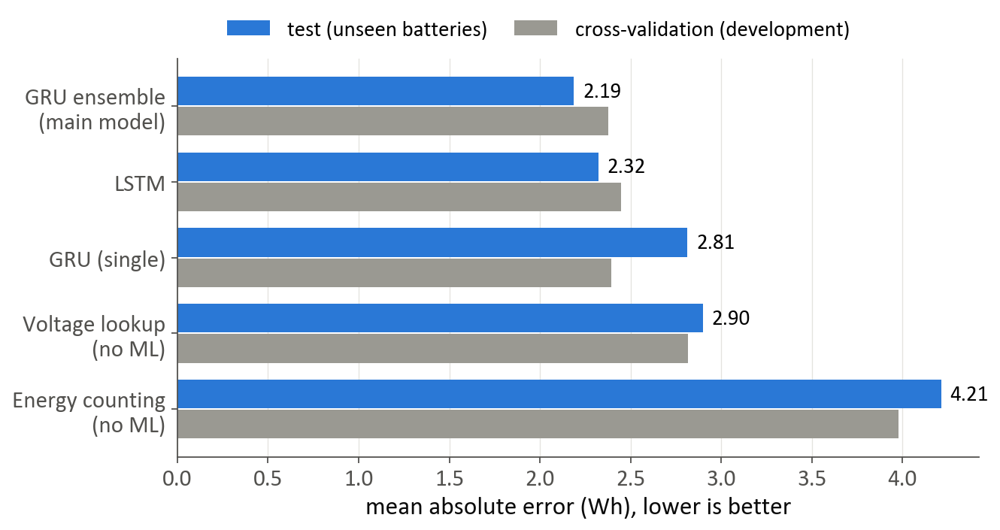 test (unseen batteries) cross-validation (development)
GRU ensemble
(main model)
2.19
LSTM
2.32
GRU (single)
2.81
Voltage lookup
(no ML)
2.90
Energy counting
(no ML)
4.21
0.0 0.5 1.0 1.5 2.0 2.5 3.0 3.5 4.0
mean absolute error (Wh), lower is better